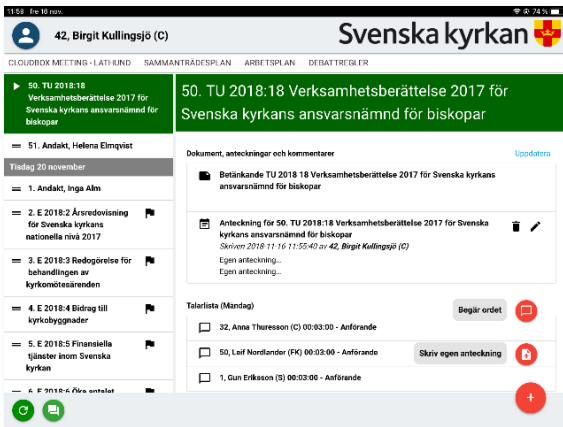 11:59 fre 16 nov.
74 %
42, Birgit Kullingsjö (C)
Svenska kyrkan
CLOUDBOX MEETING - LATHUND SAMMANTRÄDESPLAN ARBETSPLAN DEBATTREGLER
50. TU 2018:18
Verksamhetsberättelse 2017 för
Svenska kyrkans ansvarsnämnd för
biskopar
51. Andakt, Helena Elmqvist
Tisdag 20 november
1. Andakt, Inga Alm
2. E 2018:2 Årsredovisning
för Svenska kyrkans
nationella nivå 2017
3. E 2018:3 Redogörelse för
behandlingen av
kyrkomötesärenden
4. E 2018:4 Bidrag till
kyrkobyggnader
5. E 2018:5 Finansiella
tjänster inom Svenska
kyrkan
6. E 2018:6 Öka antalet
50. TU 2018:18 Verksamhetsberättelse 2017 för
Svenska kyrkans ansvarsnämnd för biskopar
Dokument, anteckningar och kommentarer Uppdatera
Betänkande TU 2018 18 Verksamhetsberättelse 2017 för Svenska kyrkans
ansvarsnämnd för biskopar
Anteckning för 50. TU 2018:18 Verksamhetsberättelse 2017 för Svenska
kyrkans ansvarsnämnd för biskopar
Skriven 2018-11-16 11:55:40 av 42, Birgit Kullingsjö (C)
Egen anteckning...
Egen anteckning...
Talarlista (Måndag)
Begär ordet
32, Anna Thuresson (C) 00:03:00 - Anförande
50, Leif Nordlander (FK) 00:03:00 - Anförande
Skriv egen anteckning
1, Gun Eriksson (S) 00:03:00 - Anförande